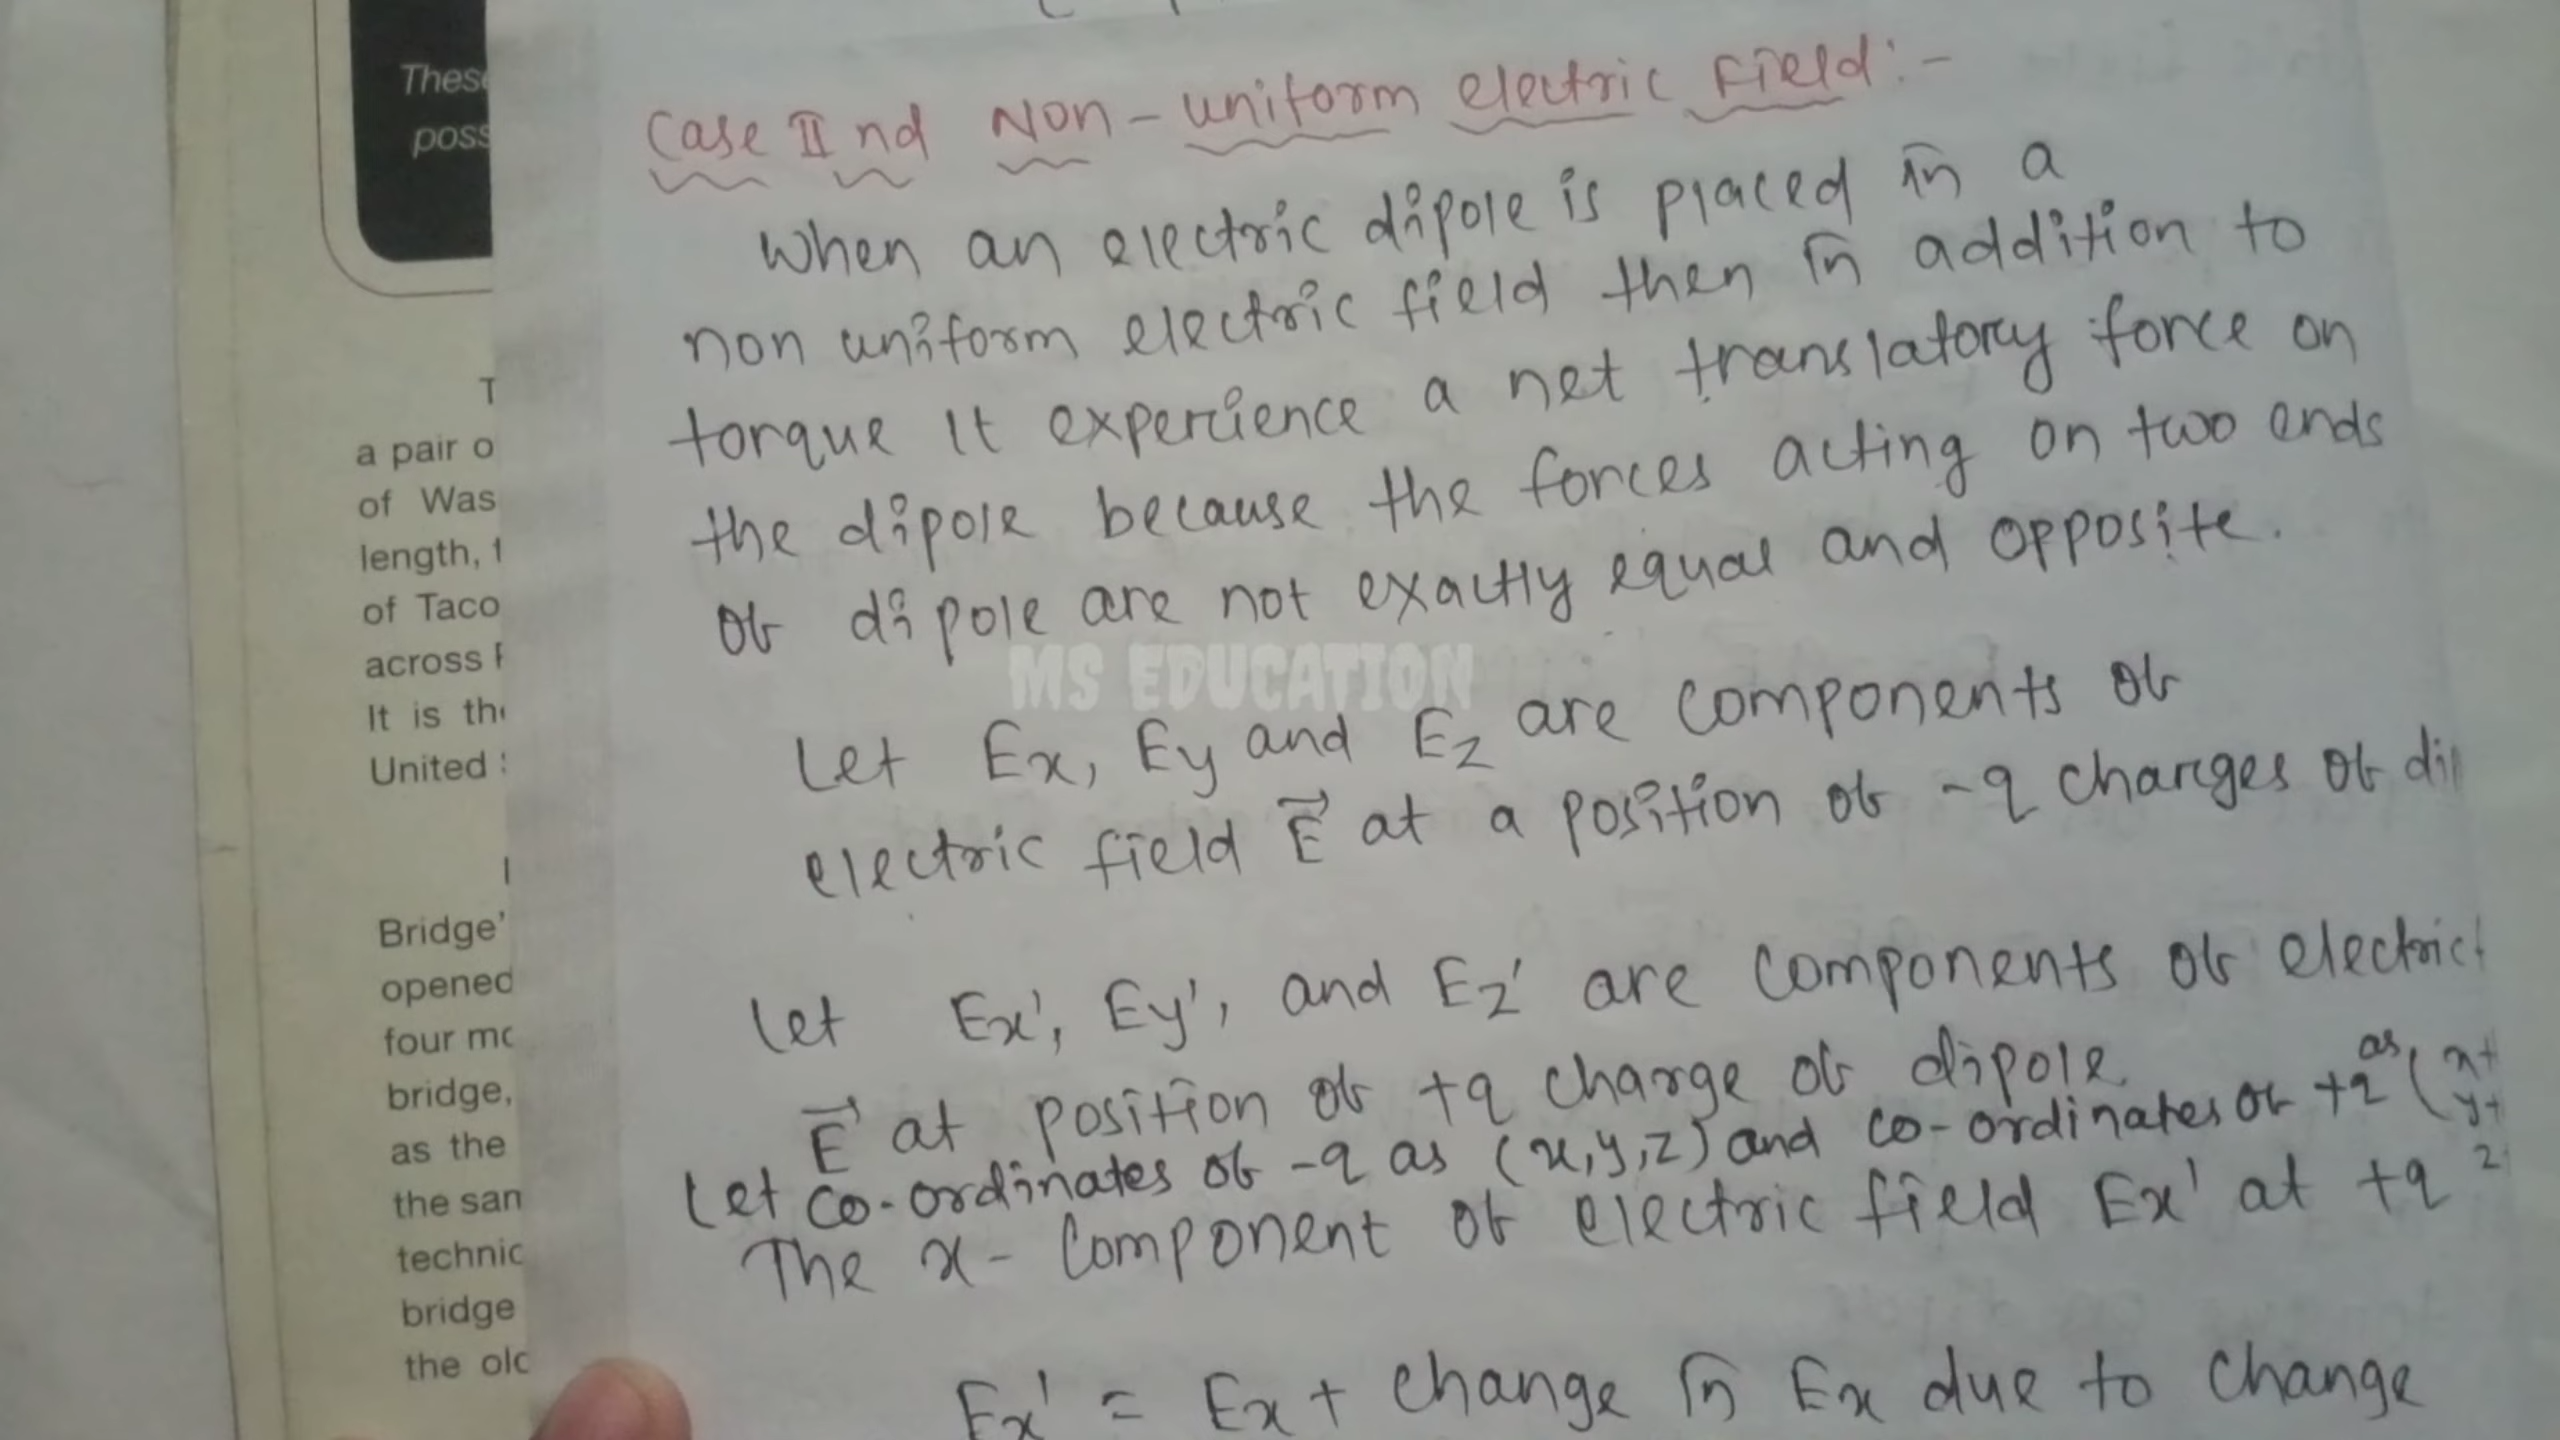 These
poss
T
a pair o
of Was
length, t
of Taco
across F
It is the
United S
Bridge'
opened
four mo
bridge,
as the
the san
technic
bridge
the old
Case II nd Non-uniform electric Field:-
When an electric dipole is placed in a
non uniform electric field then in addition to
torque It experience a net translatory force on
the dipole because the forces acting on two ends
of dipole are not exactly equal and opposite.
MS EDUCATION
Let Ex, Ey and Ez are components of
electric field E⃗ at a position of -q charges of di
Let Ex', Ey', and Ez' are components of electric
E⃗ at position of +q charge of dipole
Let co-ordinates of -q as (x,y,z) and co-ordinates of +q as (x+
y+
z
The x- component of electric field Ex' at +q
Ex' = Ex + change in Ex due to change